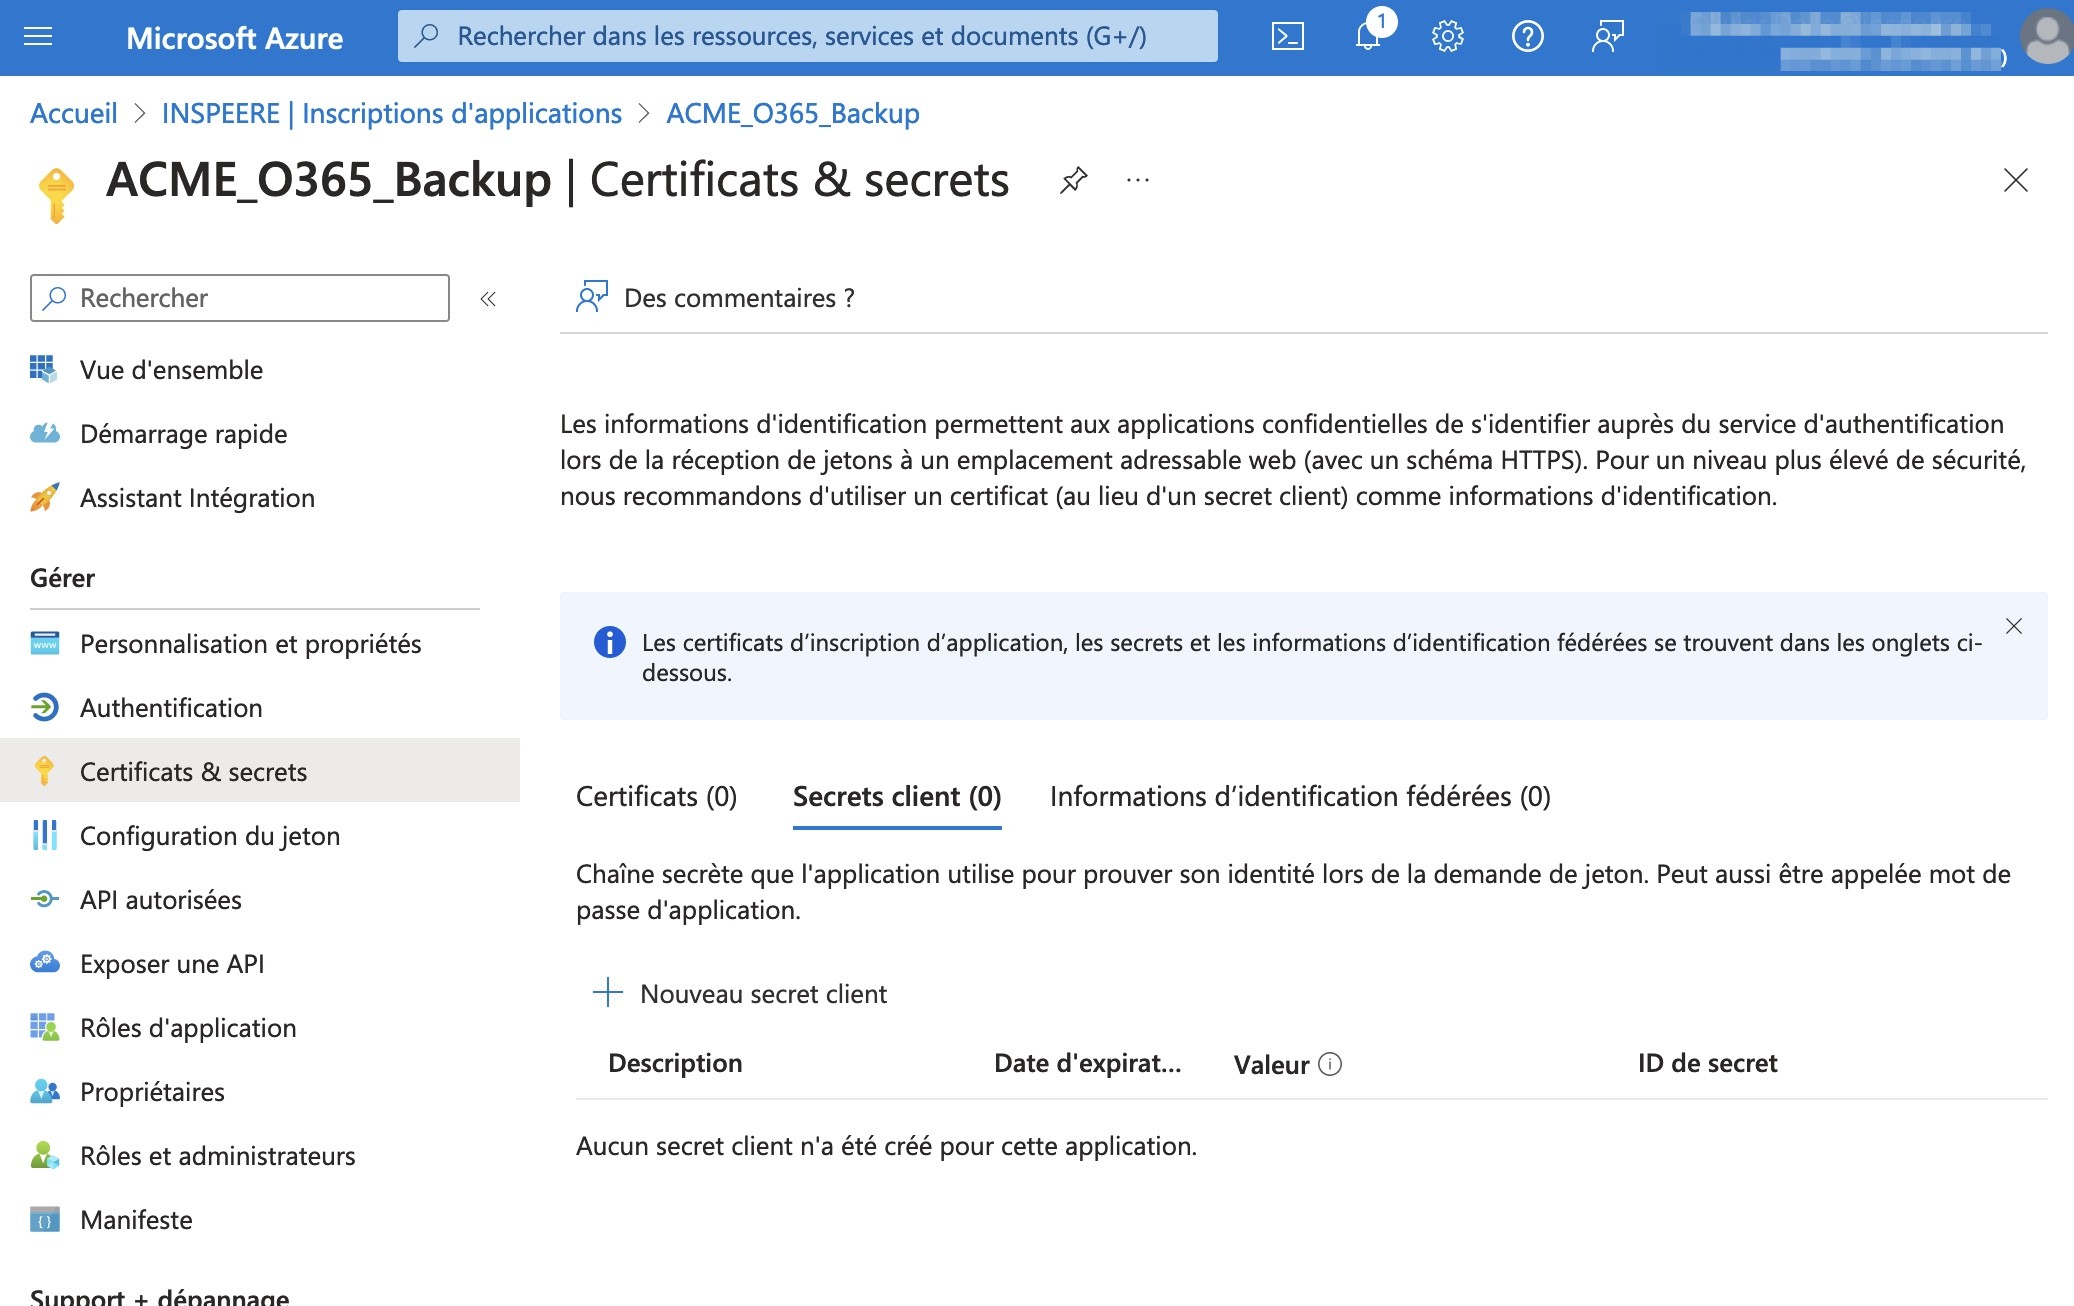 Microsoft Azure
Rechercher dans les ressources, services et documents (G+/)
1
)
Accueil > INSPEERE | Inscriptions d'applications > ACME_O365_Backup
ACME_O365_Backup | Certificats & secrets
Rechercher
«
Des commentaires ?
Vue d'ensemble
Démarrage rapide
Assistant Intégration
Gérer
Personnalisation et propriétés
Authentification
Certificats & secrets
Configuration du jeton
API autorisées
Exposer une API
Rôles d'application
Propriétaires
Rôles et administrateurs
Manifeste
Support + dépannage
Les informations d'identification permettent aux applications confidentielles de s'identifier auprès du service d'authentification
lors de la réception de jetons à un emplacement adressable web (avec un schéma HTTPS). Pour un niveau plus élevé de sécurité,
nous recommandons d'utiliser un certificat (au lieu d'un secret client) comme informations d'identification.
Les certificats d’inscription d’application, les secrets et les informations d’identification fédérées se trouvent dans les onglets ci-
dessous.
Certificats (0) Secrets client (0) Informations d’identification fédérées (0)
Chaîne secrète que l'application utilise pour prouver son identité lors de la demande de jeton. Peut aussi être appelée mot de
passe d'application.
Nouveau secret client
Description Date d'expirat... Valeur ID de secret
Aucun secret client n'a été créé pour cette application.